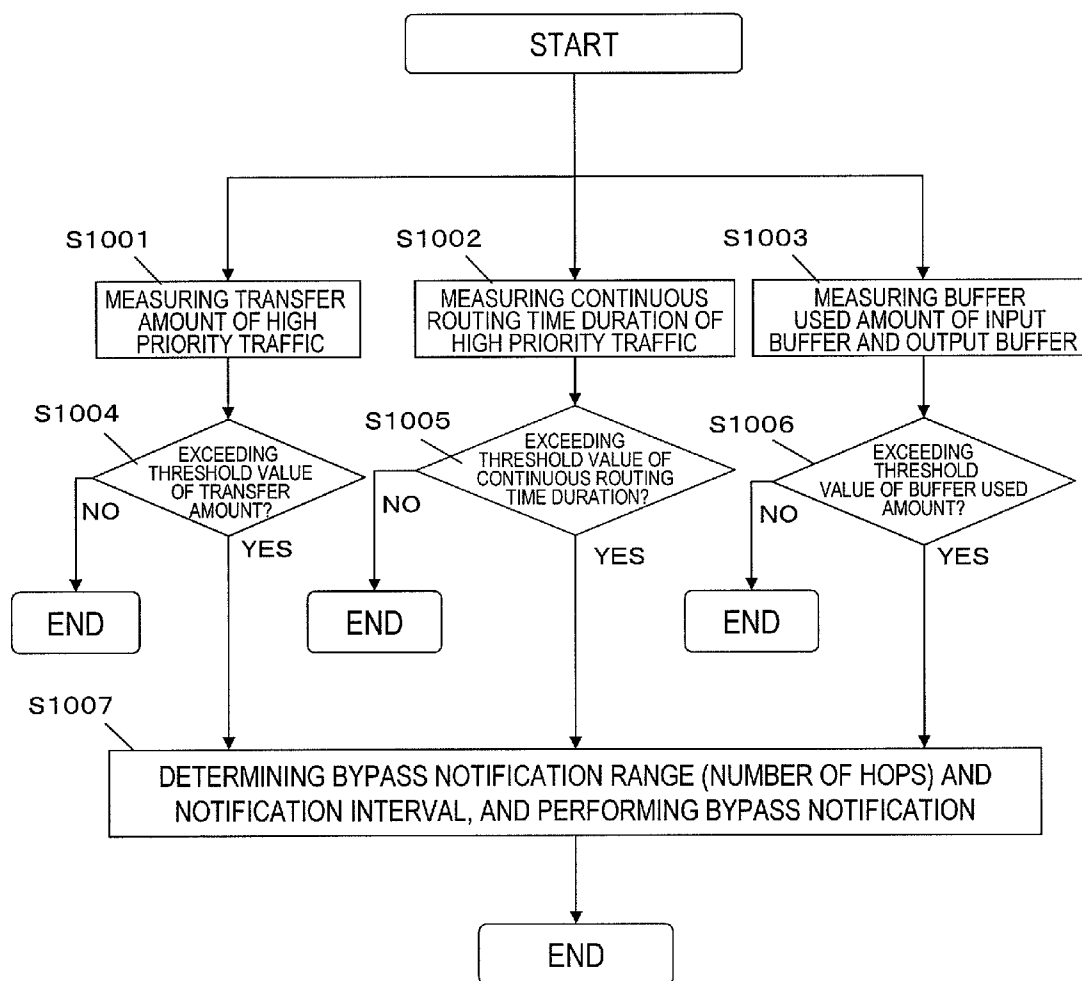 START
S1001
MEASURING TRANSFER
AMOUNT OF HIGH
PRIORITY TRAFFIC
S1002
MEASURING CONTINUOUS
ROUTING TIME DURATION OF
HIGH PRIORITY TRAFFIC
S1003
MEASURING BUFFER
USED AMOUNT OF INPUT
BUFFER AND OUTPUT BUFFER
S1004
EXCEEDING
THRESHOLD VALUE
OF TRANSFER
AMOUNT?
NO
YES
END
S1005
EXCEEDING
THRESHOLD VALUE OF
CONTINUOUS ROUTING
TIME DURATION?
NO
YES
END
S1006
EXCEEDING
THRESHOLD
VALUE OF BUFFER USED
AMOUNT?
NO
YES
END
S1007
DETERMINING BYPASS NOTIFICATION RANGE (NUMBER OF HOPS) AND
NOTIFICATION INTERVAL, AND PERFORMING BYPASS NOTIFICATION
END